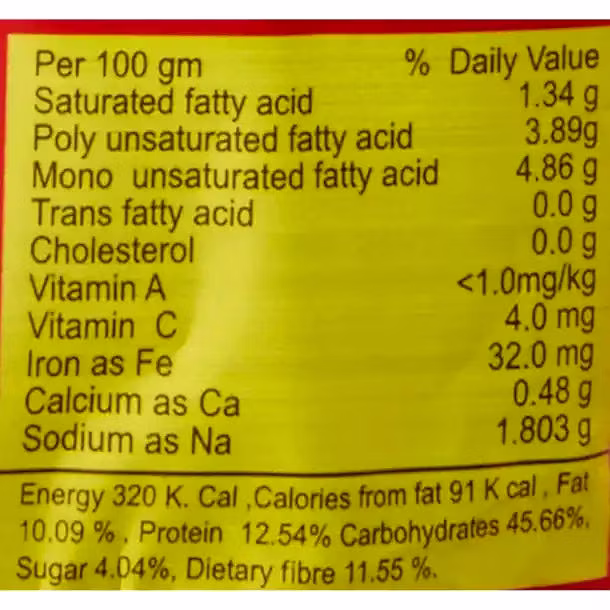 Per 100 gm % Daily Value
Saturated fatty acid 1.34 g
Poly unsaturated fatty acid 3.89g
Mono unsaturated fatty acid 4.86 g
Trans fatty acid 0.0 g
Cholesterol 0.0 g
Vitamin A <1.0mg/kg
Vitamin C 4.0 mg
Iron as Fe 32.0 mg
Calcium as Ca 0.48 g
Sodium as Na 1.803 g
Energy 320 K. Cal ,Calories from fat 91 K cal , Fat
10.09 % , Protein 12.54% Carbohydrates 45.66%,
Sugar 4.04%, Dietary fibre 11.55 %.